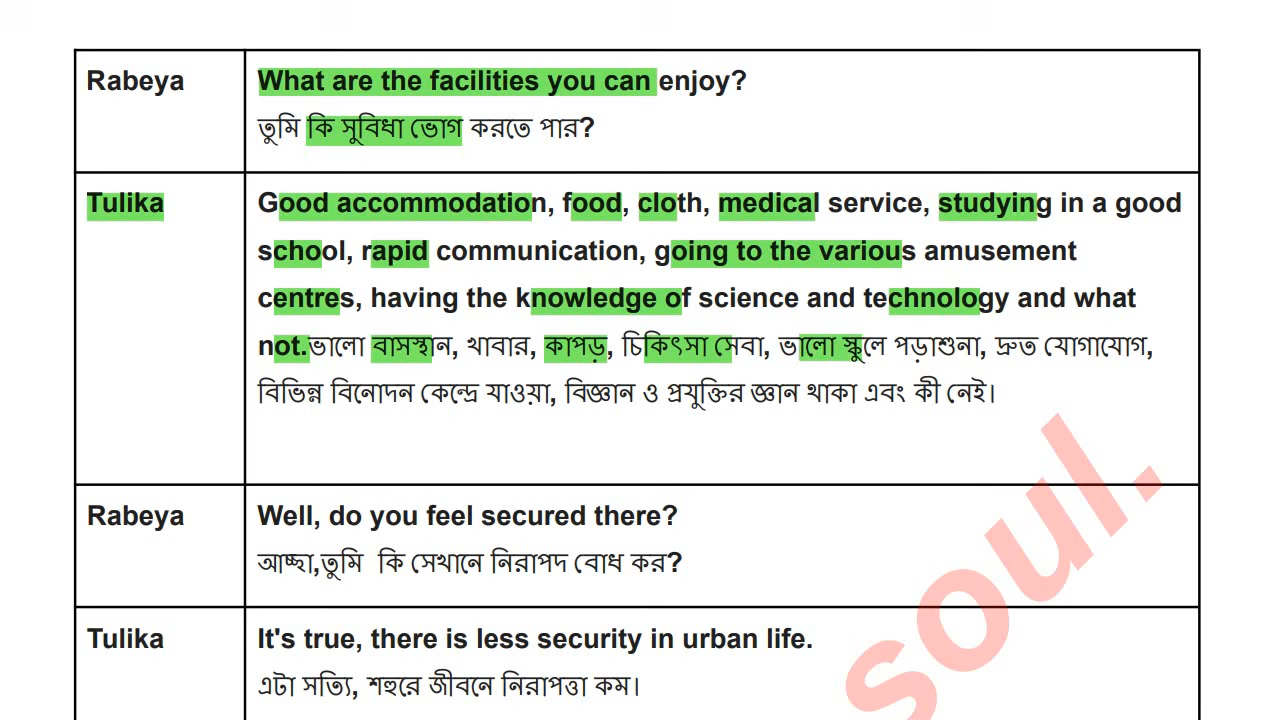 Rabeya
What are the facilities you can enjoy?
তুমি কি সুবিধা ভোগ করতে পার?
Tulika
Good accommodation, food, cloth, medical service, studying in a good
school, rapid communication, going to the various amusement
centres, having the knowledge of science and technology and what
not.ভালো বাসস্থান, খাবার, কাপড়, চিকিৎসা সেবা, ভালো স্কুলে পড়াশুনা, দ্রুত যোগাযোগ,
বিভিন্ন বিনোদন কেন্দ্রে যাওয়া, বিজ্ঞান ও প্রযুক্তির জ্ঞান থাকা এবং কী নেই।
Rabeya
Well, do you feel secured there?
আচ্ছা,তুমি কি সেখানে নিরাপদ বোধ কর?
Tulika
It's true, there is less security in urban life.
এটা সত্যি, শহুরে জীবনে নিরাপত্তা কম।
soul.